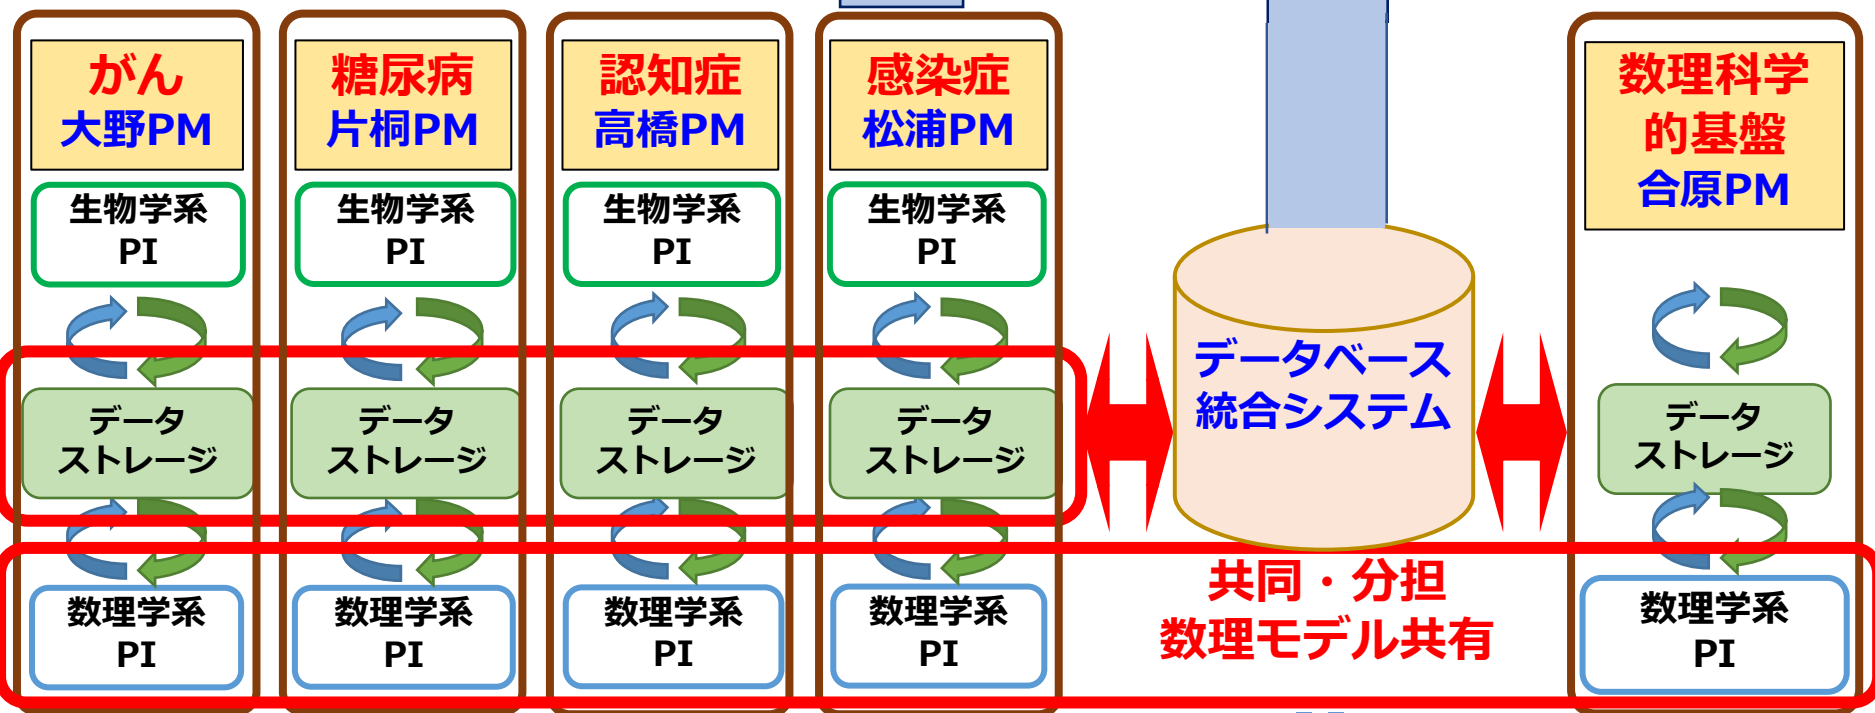 がん
大野PM
生物学系
PI
データ
ストレージ
数理学系
PI
糖尿病
片桐PM
生物学系
PI
データ
ストレージ
数理学系
PI
認知症
高橋PM
生物学系
PI
データ
ストレージ
数理学系
PI
感染症
松浦PM
生物学系
PI
データ
ストレージ
数理学系
PI
データベース
統合システム
共同・分担
数理モデル共有
数理科学
的基盤
合原PM
データ
ストレージ
数理学系
PI